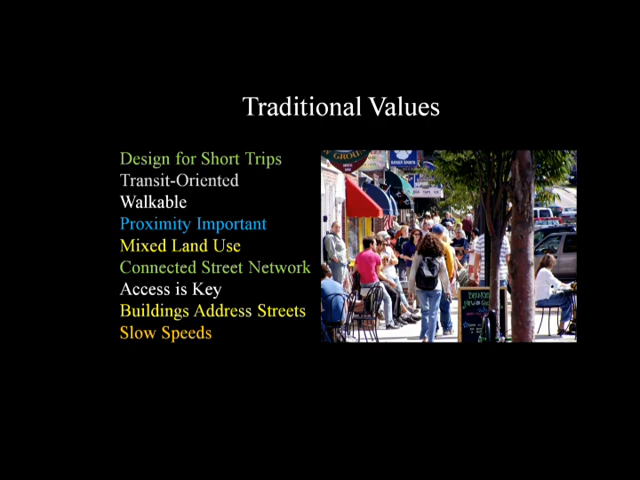 Traditional Values
Design for Short Trips
Transit-Oriented
Walkable
Proximity Important
Mixed Land Use
Connected Street Network
Access is Key
Buildings Address Streets
Slow Speeds